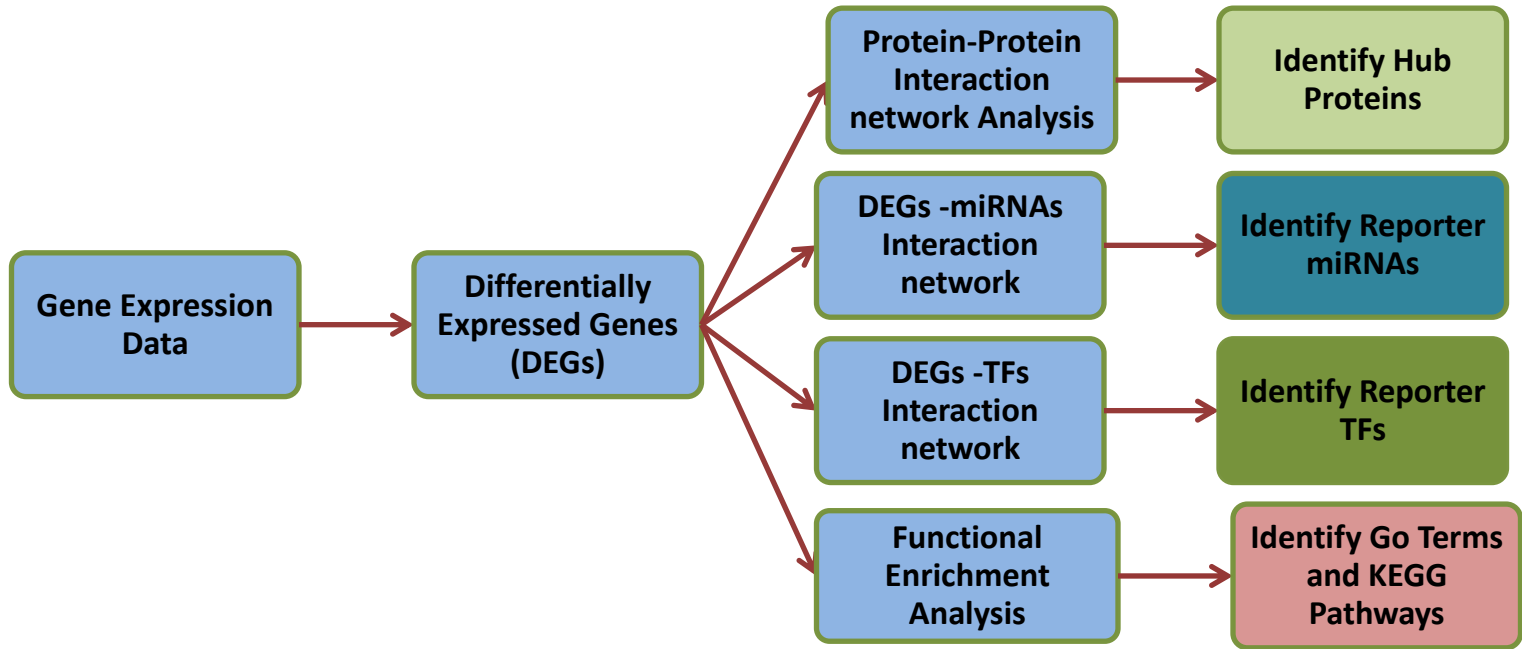 Gene Expression
Data
Differentially
Expressed Genes
(DEGs)
Protein-Protein
Interaction
network Analysis
Identify Hub
Proteins
DEGs -miRNAs
Interaction
network
Identify Reporter
miRNAs
DEGs -TFs
Interaction
network
Identify Reporter
TFs
Functional
Enrichment
Analysis
Identify Go Terms
and KEGG
Pathways